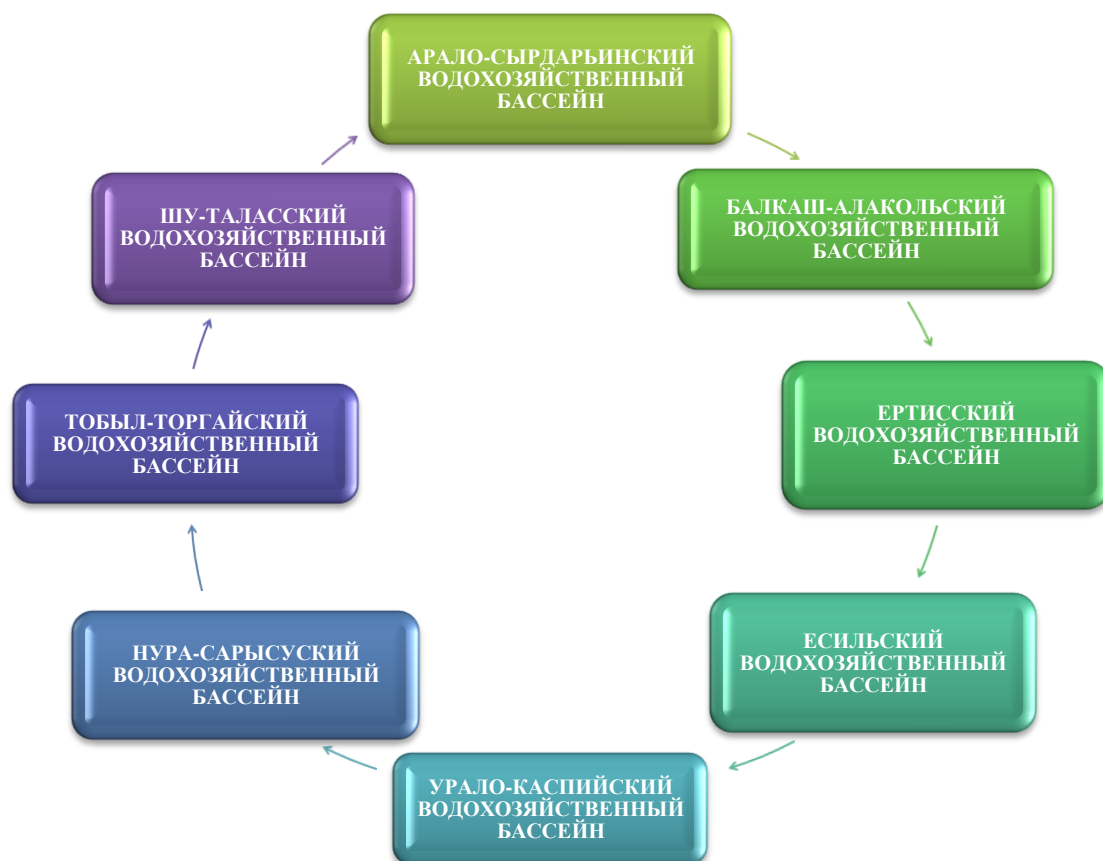 АРАЛО-СЫРДАРЬИНСКИЙ
ВОДОХОЗЯЙСТВЕННЫЙ
БАССЕЙН
БАЛКАШ-АЛАКОЛЬСКИЙ
ВОДОХОЗЯЙСТВЕННЫЙ
БАССЕЙН
ЕРТИССКИЙ
ВОДОХОЗЯЙСТВЕННЫЙ
БАССЕЙН
ЕСИЛЬСКИЙ
ВОДОХОЗЯЙСТВЕННЫЙ
БАССЕЙН
УРАЛО-КАСПИЙСКИЙ
ВОДОХОЗЯЙСТВЕННЫЙ
БАССЕЙН
НУРА-САРЫСУСКИЙ
ВОДОХОЗЯЙСТВЕННЫЙ
БАССЕЙН
ТОБЫЛ-ТОРГАЙСКИЙ
ВОДОХОЗЯЙСТВЕННЫЙ
БАССЕЙН
ШУ-ТАЛАССКИЙ
ВОДОХОЗЯЙСТВЕННЫЙ
БАССЕЙН